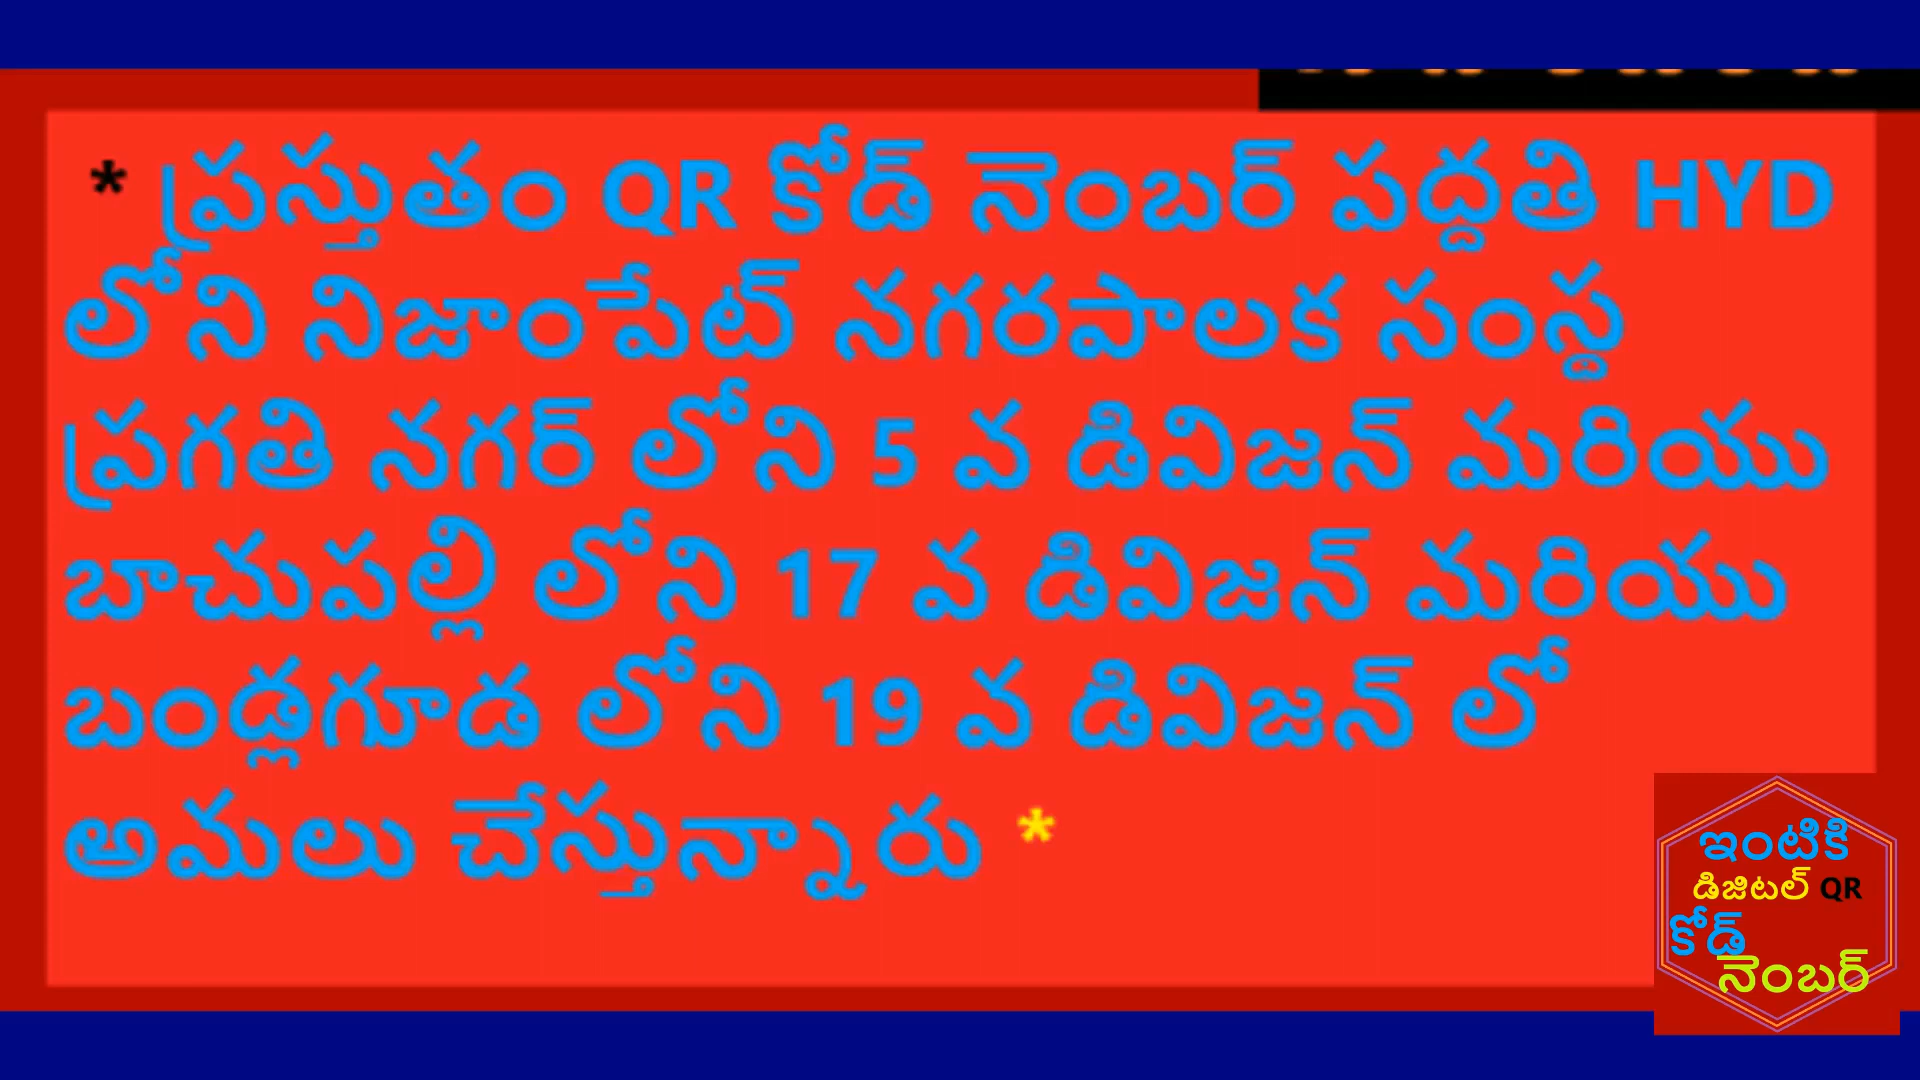 * ప్రస్తుతం QR కోడ్ నెంబర్ పద్దతి HYD
లోని నిజాంపేట్ నగరపాలక సంస్థ
ప్రగతి నగర్ లోని 5 వ డివిజన్ మరియు
బాచుపల్లి లోని 17 వ డివిజన్ మరియు
బండ్లగూడ లోని 19 వ డివిజన్ లో
అమలు చేస్తున్నారు *
ఇంటికి
డిజిటల్ QR
కోడ్
నెంబర్